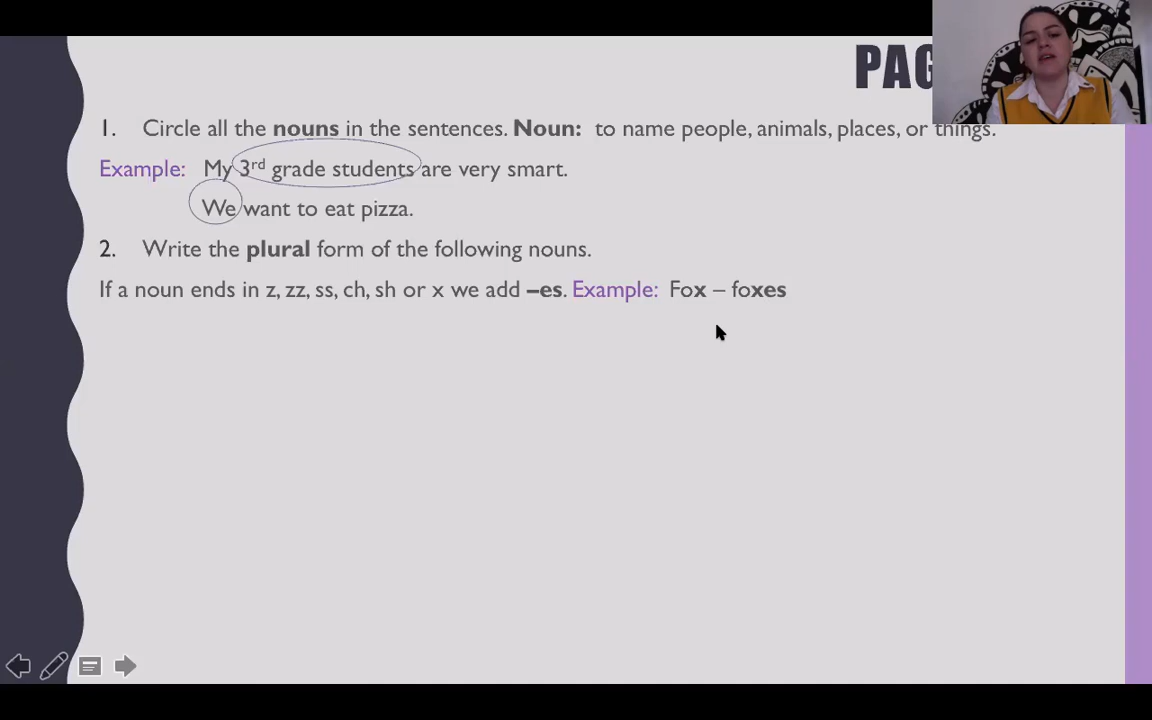 PAG
1. Circle all the nouns in the sentences. Noun: to name people, animals, places, or things.
Example: My 3rd grade students are very smart.
We want to eat pizza.
2. Write the plural form of the following nouns.
If a noun ends in z, zz, ss, ch, sh or x we add –es. Example: Fox – foxes